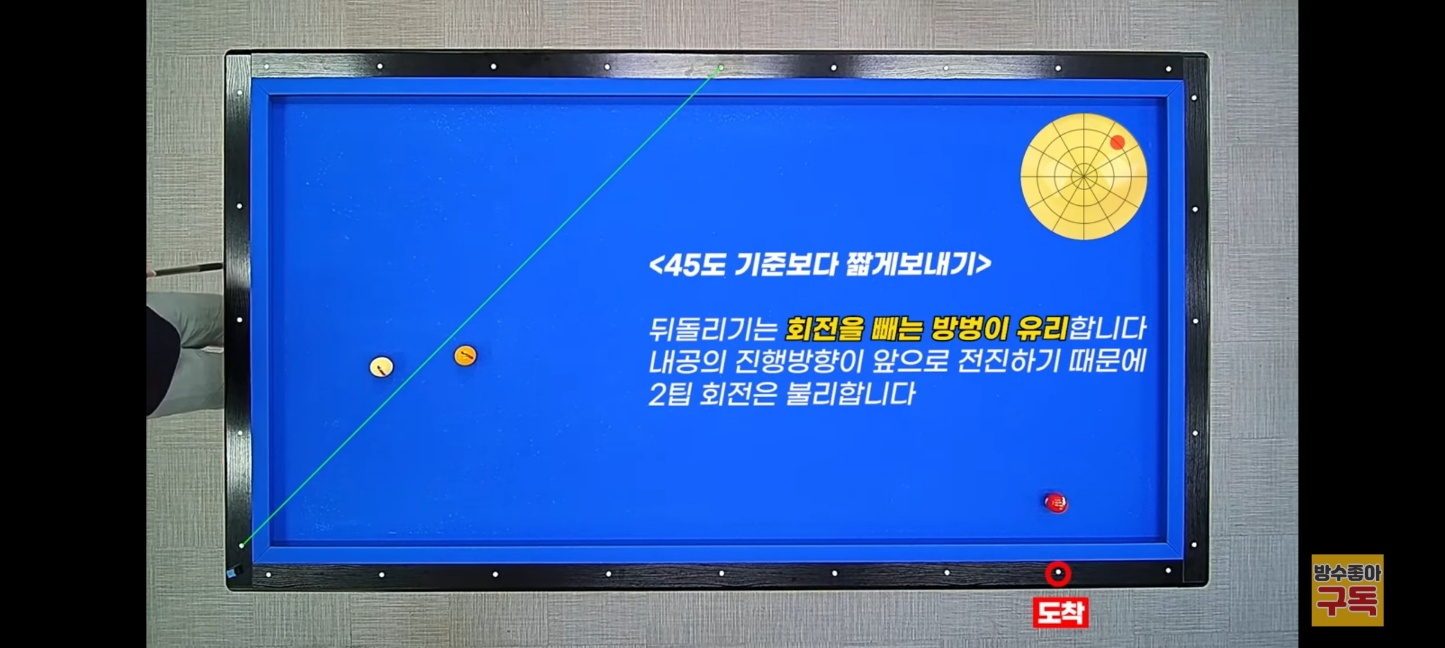 <45도 기준보다 짧게보내기>
뒤돌리기는 회전을 빼는 방벙이 유리합니다
내공의 진행방향이 앞으로 전진하기 때문에
2팁 회전은 불리합니다
도착
방수좋아
구독